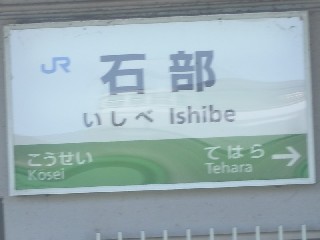 JR 石部
いしべ Ishibe
こうせい てはら →
Kosei Tehara